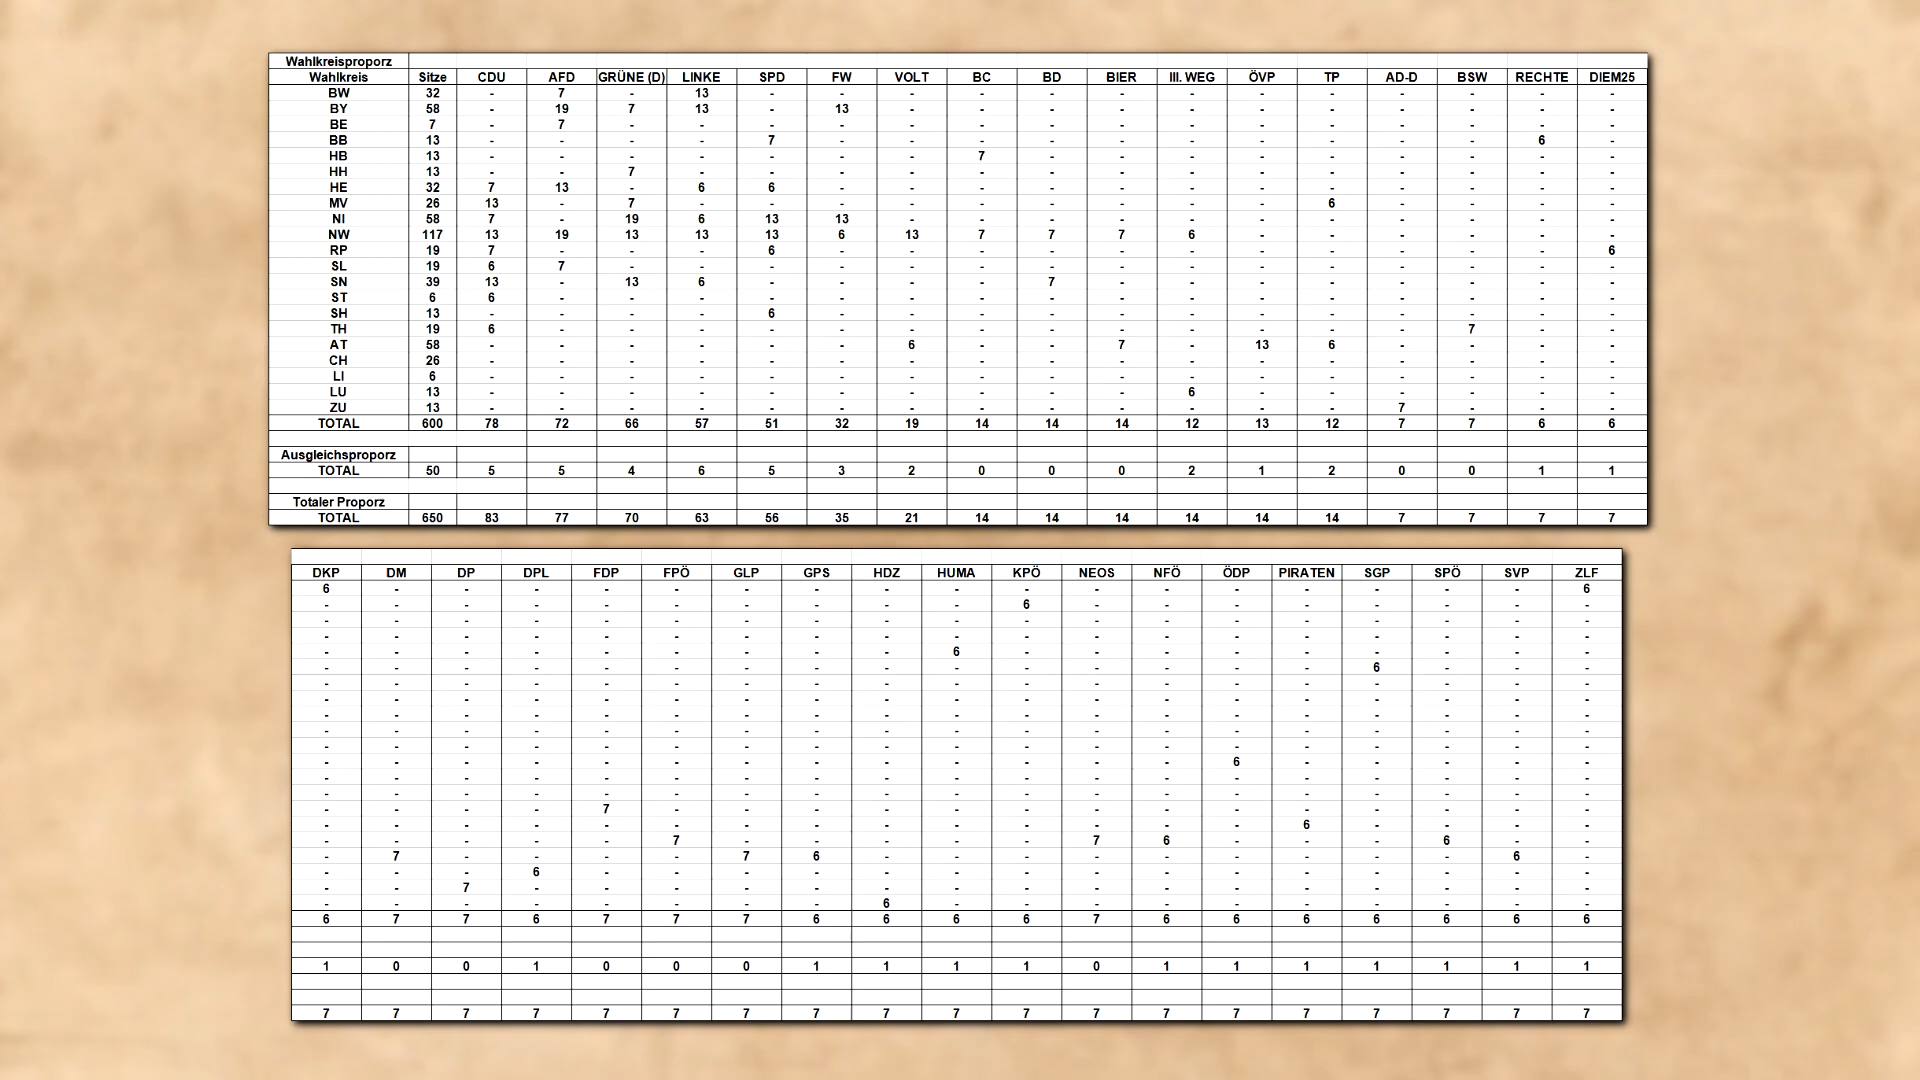 Wahlkreisproporz
Wahlkreis Sitze CDU AFD GRÜNE (D) LINKE SPD FW VOLT BC BD BIER III. WEG ÖVP TP AD-D BSW RECHTE DIEM25
BW 32 - 7 - 13 - - - - - - - - - - - - -
BY 58 - 19 7 13 - 13 - - - - - - - - - - -
BE 7 - 7 - - - - - - - - - - - - - - -
BB 13 - - - - 7 - - - - - - - - - - 6 -
HB 13 - - - - - - - 7 - - - - - - - - -
HH 13 - - 7 - - - - - - - - - - - - - -
HE 32 7 13 - 6 6 - - - - - - - - - - - -
MV 26 13 - 7 - - - - - - - - - 6 - - - -
NI 58 7 - 19 6 13 13 - - - - - - - - - - -
NW 117 13 19 13 13 13 6 13 7 7 7 6 - - - - - -
RP 19 7 - - - 6 - - - - - - - - - - - 6
SL 19 6 7 - - - - - - - - - - - - - - -
SN 39 13 - 13 6 - - - - 7 - - - - - - - -
ST 6 6 - - - - - - - - - - - - - - - -
SH 13 - - - - 6 - - - - - - - - - - - -
TH 19 6 - - - - - - - - - - - - - 7 - -
AT 58 - - - - - - 6 - - 7 - 13 6 - - - -
CH 26 - - - - - - - - - - - - - - - - -
LI 6 - - - - - - - - - - - - - - - - -
LU 13 - - - - - - - - - - 6 - - - - - -
ZU 13 - - - - - - - - - - - - - 7 - - -
TOTAL 600 78 72 66 57 51 32 19 14 14 14 12 13 12 7 7 6 6
Ausgleichsproporz
TOTAL 50 5 5 4 6 5 3 2 0 0 0 2 1 2 0 0 1 1
Totaler Proporz
TOTAL 650 83 77 70 63 56 35 21 14 14 14 14 14 14 7 7 7 7
DKP DM DP DPL FDP FPÖ GLP GPS HDZ HUMA KPÖ NEOS NFÖ ÖDP PIRATEN SGP SPÖ SVP ZLF
6 - - - - - - - - - - - - - - - - - 6
- - - - - - - - - - 6 - - - - - - - -
- - - - - - - - - - - - - - - - - - -
- - - - - - - - - - - - - - - - - - -
- - - - - - - - - 6 - - - - - - - - -
- - - - - - - - - - - - - - - 6 - - -
- - - - - - - - - - - - - - - - - - -
- - - - - - - - - - - - - - - - - - -
- - - - - - - - - - - - - - - - - - -
- - - - - - - - - - - - - - - - - - -
- - - - - - - - - - - - - - - - - - -
- - - - - - - - - - - - - 6 - - - - -
- - - - - - - - - - - - - - - - - - -
- - - - - - - - - - - - - - - - - - -
- - - - 7 - - - - - - - - - - - - - -
- - - - - - - - - - - - - - 6 - - - -
- - - - - 7 - - - - - 7 6 - - - 6 - -
- 7 - - - - 7 6 - - - - - - - - - 6 -
- - - 6 - - - - - - - - - - - - - - -
- - 7 - - - - - - - - - - - - - - - -
- - - - - - - - 6 - - - - - - - - - -
6 7 7 6 7 7 7 6 6 6 6 7 6 6 6 6 6 6 6
1 0 0 1 0 0 0 1 1 1 1 0 1 1 1 1 1 1 1
7 7 7 7 7 7 7 7 7 7 7 7 7 7 7 7 7 7 7